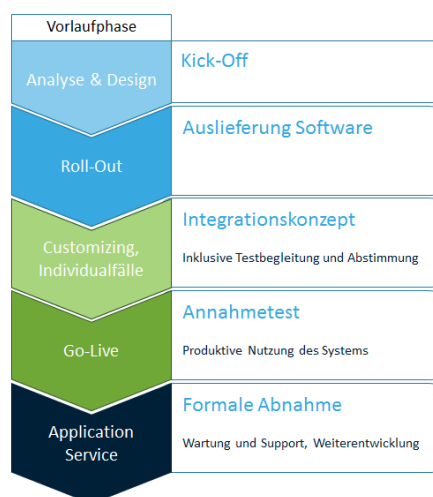 Vorlaufphase
Analyse & Design
Kick-Off
Roll-Out
Auslieferung Software
Customizing,
Individualfälle
Integrationskonzept
Inklusive Testbegleitung und Abstimmung
Go-Live
Annahmetest
Produktive Nutzung des Systems
Application
Service
Formale Abnahme
Wartung und Support, Weiterentwicklung